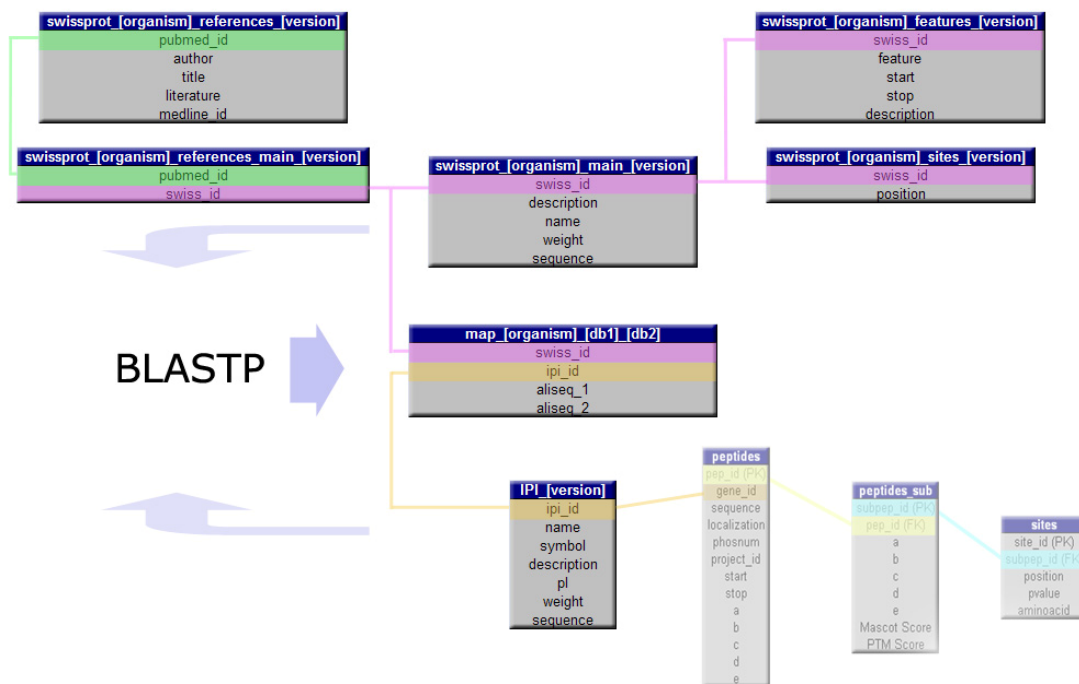 swissprot_[organism]_references_[version]
pubmed_id
author
title
literature
medline_id
swissprot_[organism]_features_[version]
swiss_id
feature
start
stop
description
swissprot_[organism]_references_main_[version]
pubmed_id
swiss_id
swissprot_[organism]_main_[version]
swiss_id
description
name
weight
sequence
swissprot_[organism]_sites_[version]
swiss_id
position
BLASTP
map_[organism]_[db1]_[db2]
swiss_id
ipi_id
aliseq_1
aliseq_2
IPI_[version]
ipi_id
name
symbol
description
pI
weight
sequence
peptides
pep_id (PK)
gene_id
sequence
localization
phosnum
project_id
start
stop
a
b
c
d
e
peptides_sub
subpep_id (PK)
pep_id (FK)
a
b
c
d
e
Mascot Score
PTM Score
sites
site_id (PK)
subpep_id (FK)
position
pvalue
aminoacid